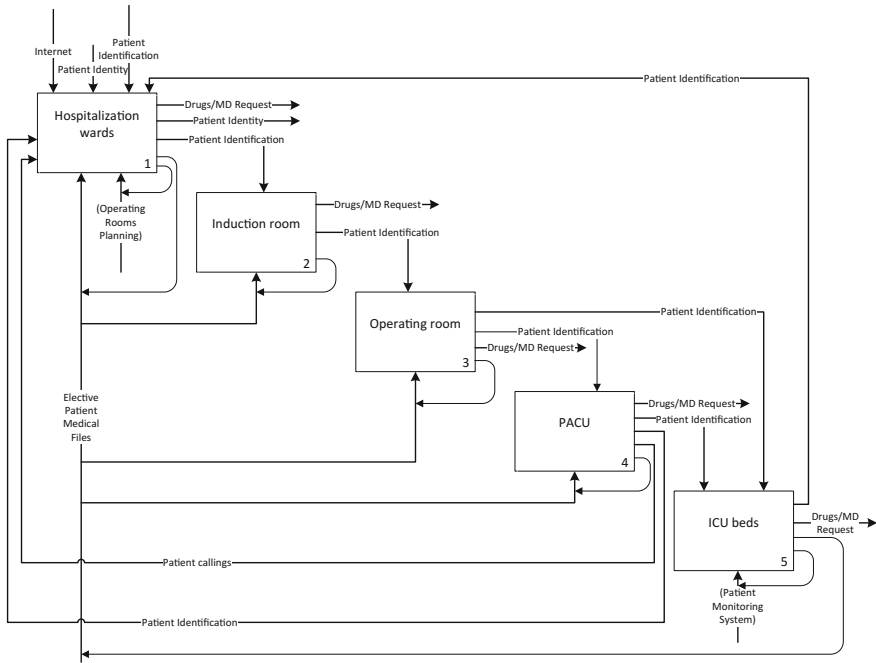 Internet
Patient
Identification
Patient Identity
Patient Identification
Hospitalization
wards
1
Drugs/MD Request
Patient Identity
Patient Identification
(Operating
Rooms
Planning)
Induction room
2
Drugs/MD Request
Patient Identification
Operating room
3
Patient Identification
Patient Identification
Drugs/MD Request
Elective
Patient
Medical
Files
PACU
4
Drugs/MD Request
Patient Identification
ICU beds
5
Drugs/MD
Request
Patient callings
(Patient
Monitoring
System)
Patient Identification